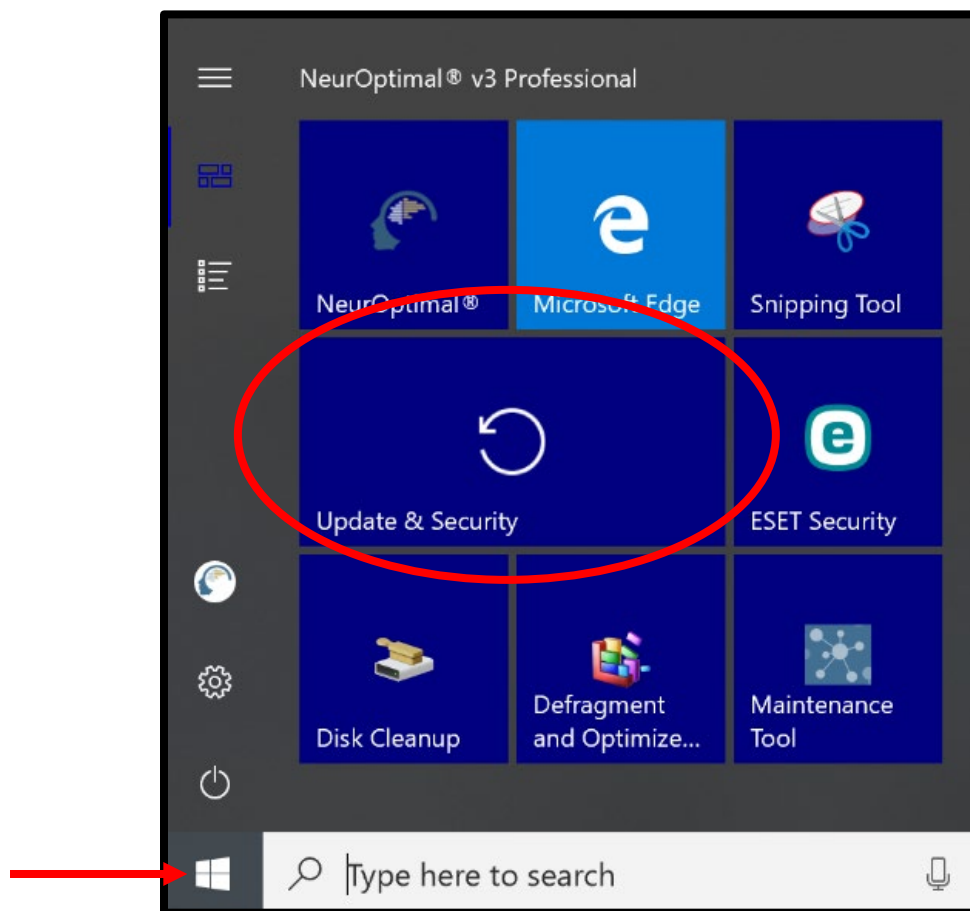 NeurOptimal® v3 Professional
NeurOptimal®
Microsoft Edge
Snipping Tool
Update & Security
ESET Security
Disk Cleanup
Defragment
and Optimize...
Maintenance
Tool
Type here to search